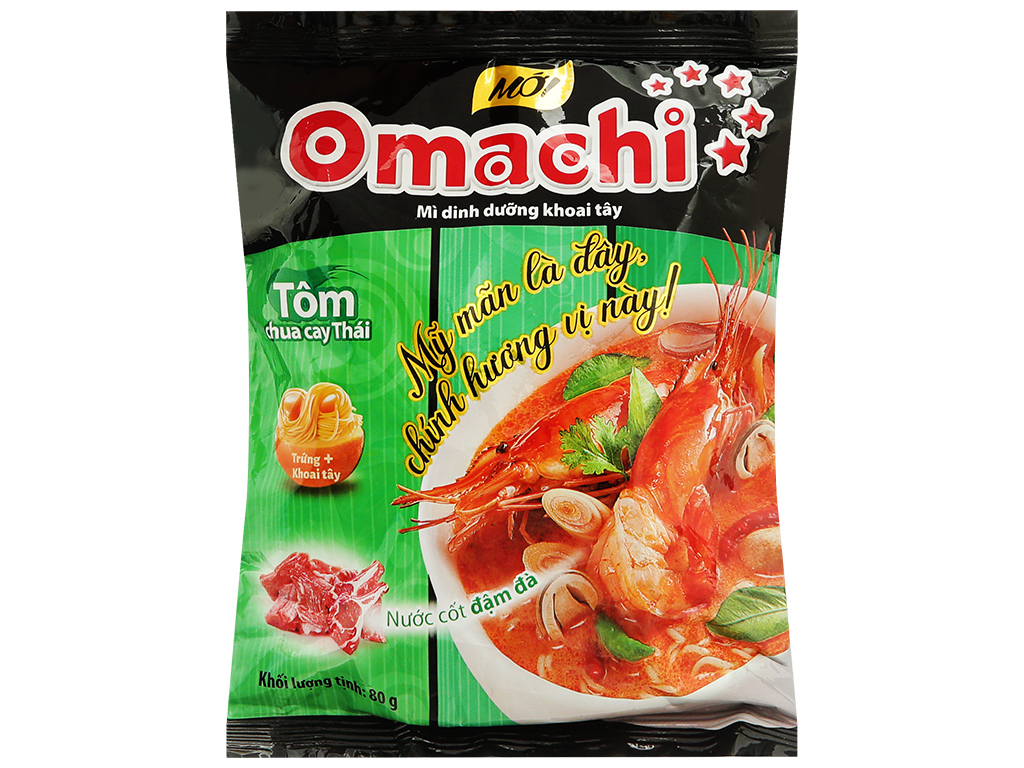 MỚI!
Omachi
Mì dinh dưỡng khoai tây
Mỹ mãn là đây,
chính hương vị này!
Tôm
chua cay Thái
Trứng +
Khoai tây
Nước cốt đậm đà
Khối lượng tịnh: 80 g